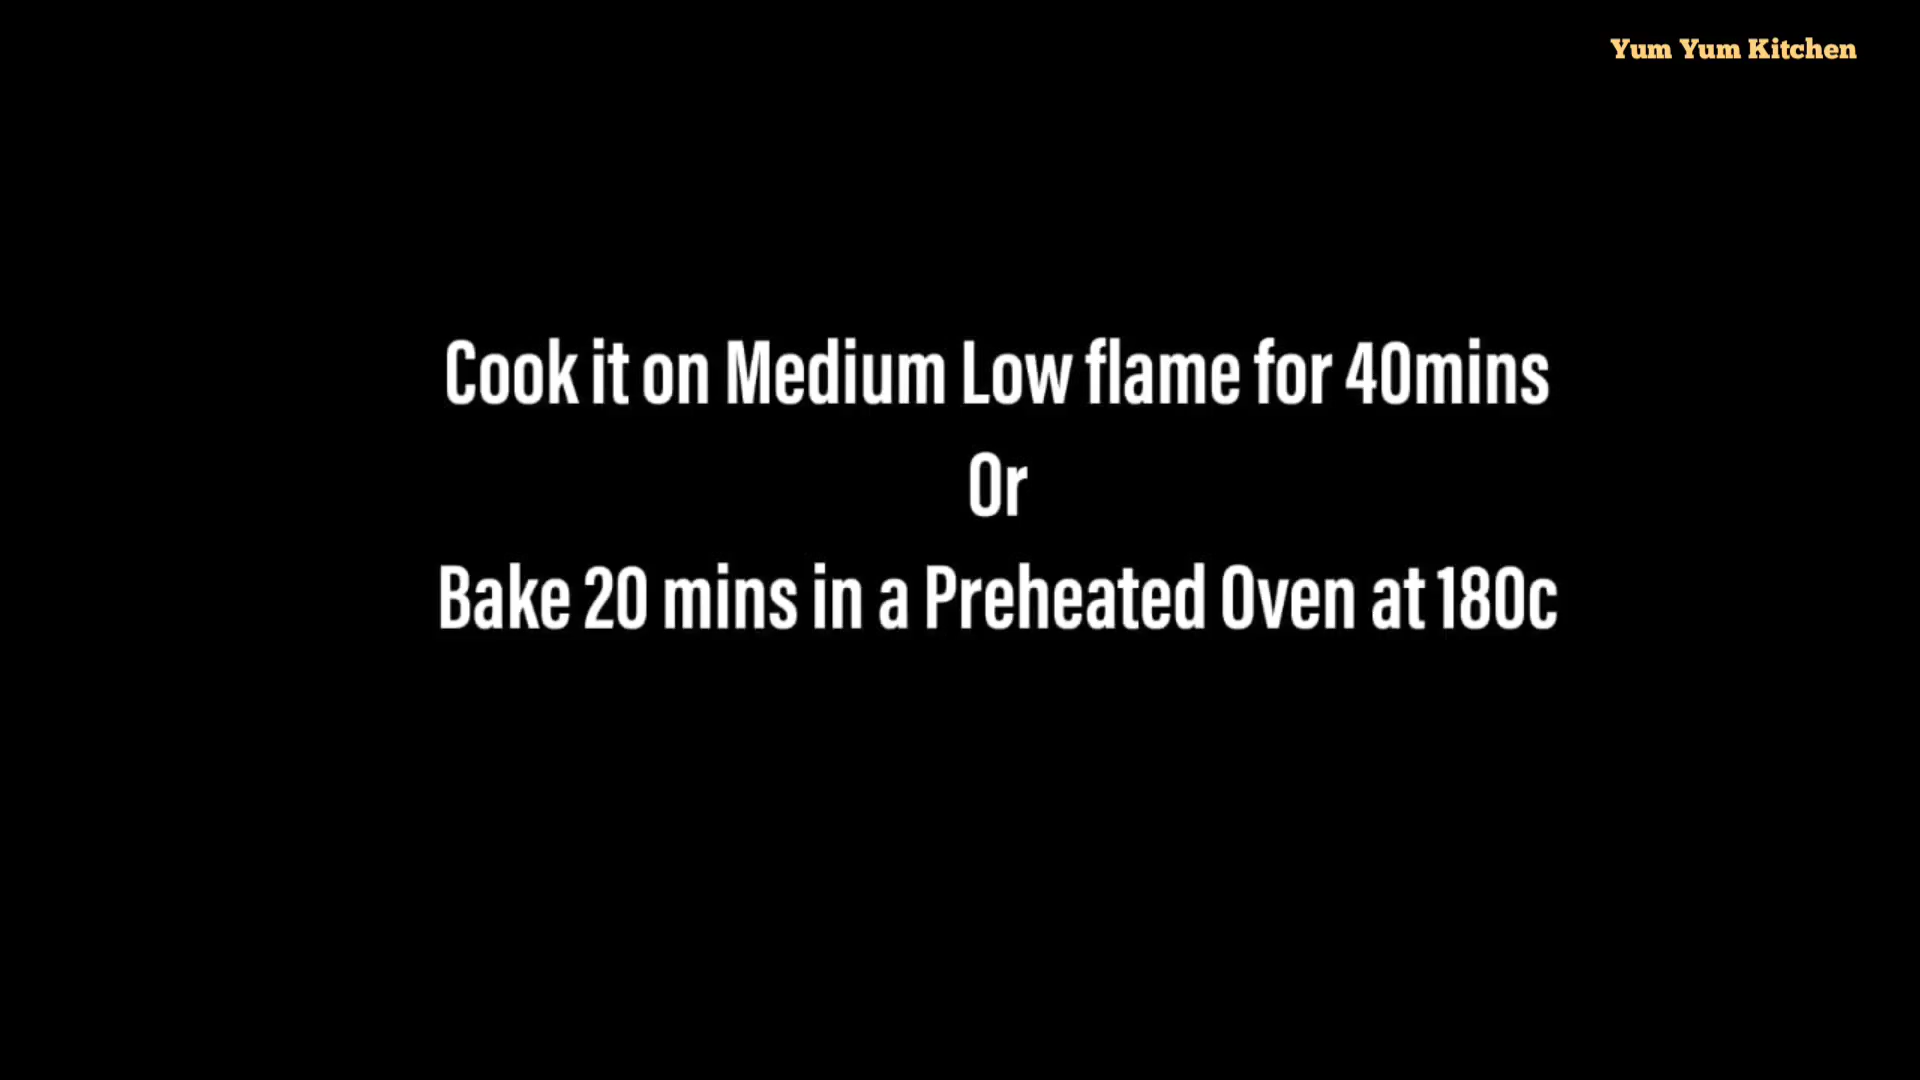 Yum Yum Kitchen
Cook it on Medium Low flame for 40mins
Or
Bake 20 mins in a Preheated Oven at 180c